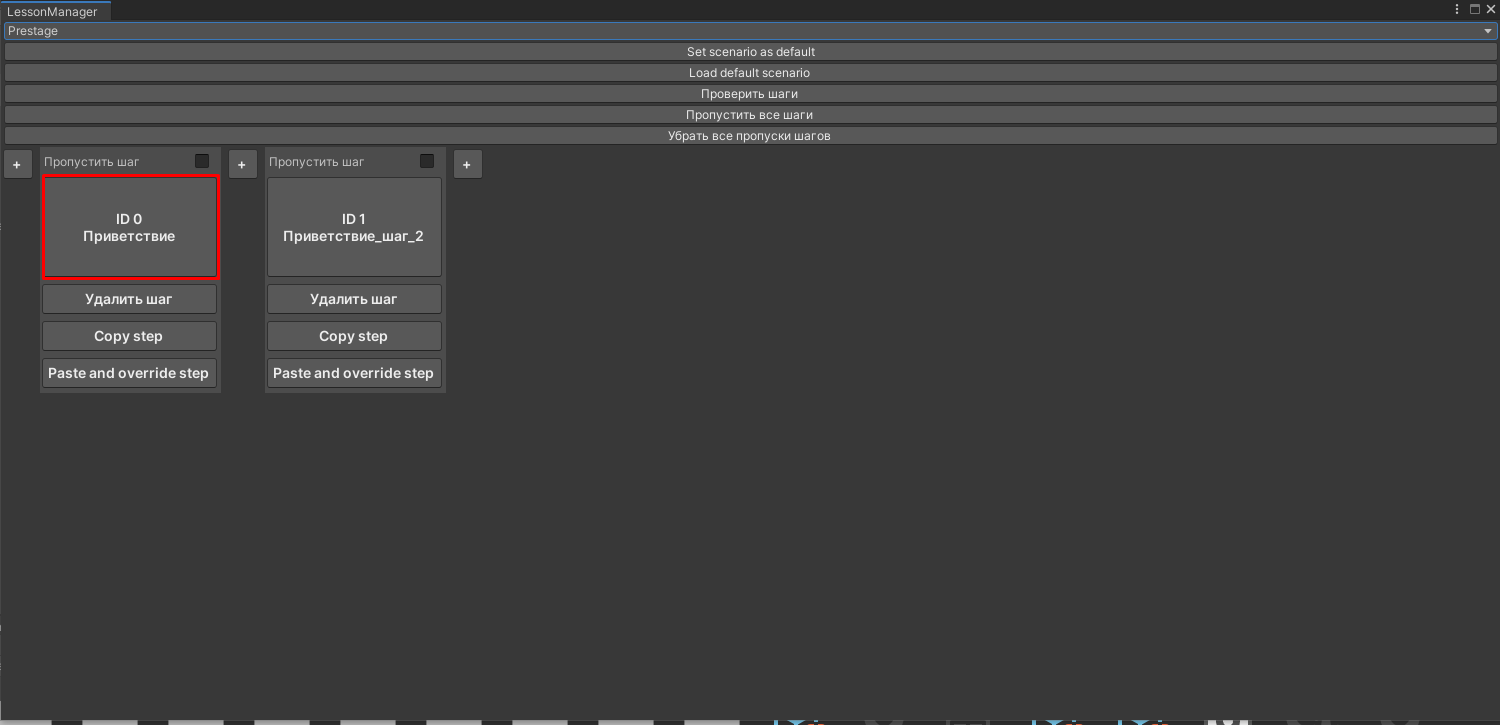 LessonManager
Prestage
Set scenario as default
Load default scenario
Проверить шаги
Пропустить все шаги
Убрать все пропуски шагов
+ Пропустить шаг + Пропустить шаг +
ID 0
Приветствие
ID 1
Приветствие_шаг_2
Удалить шаг Удалить шаг
Copy step Copy step
Paste and override step Paste and override step